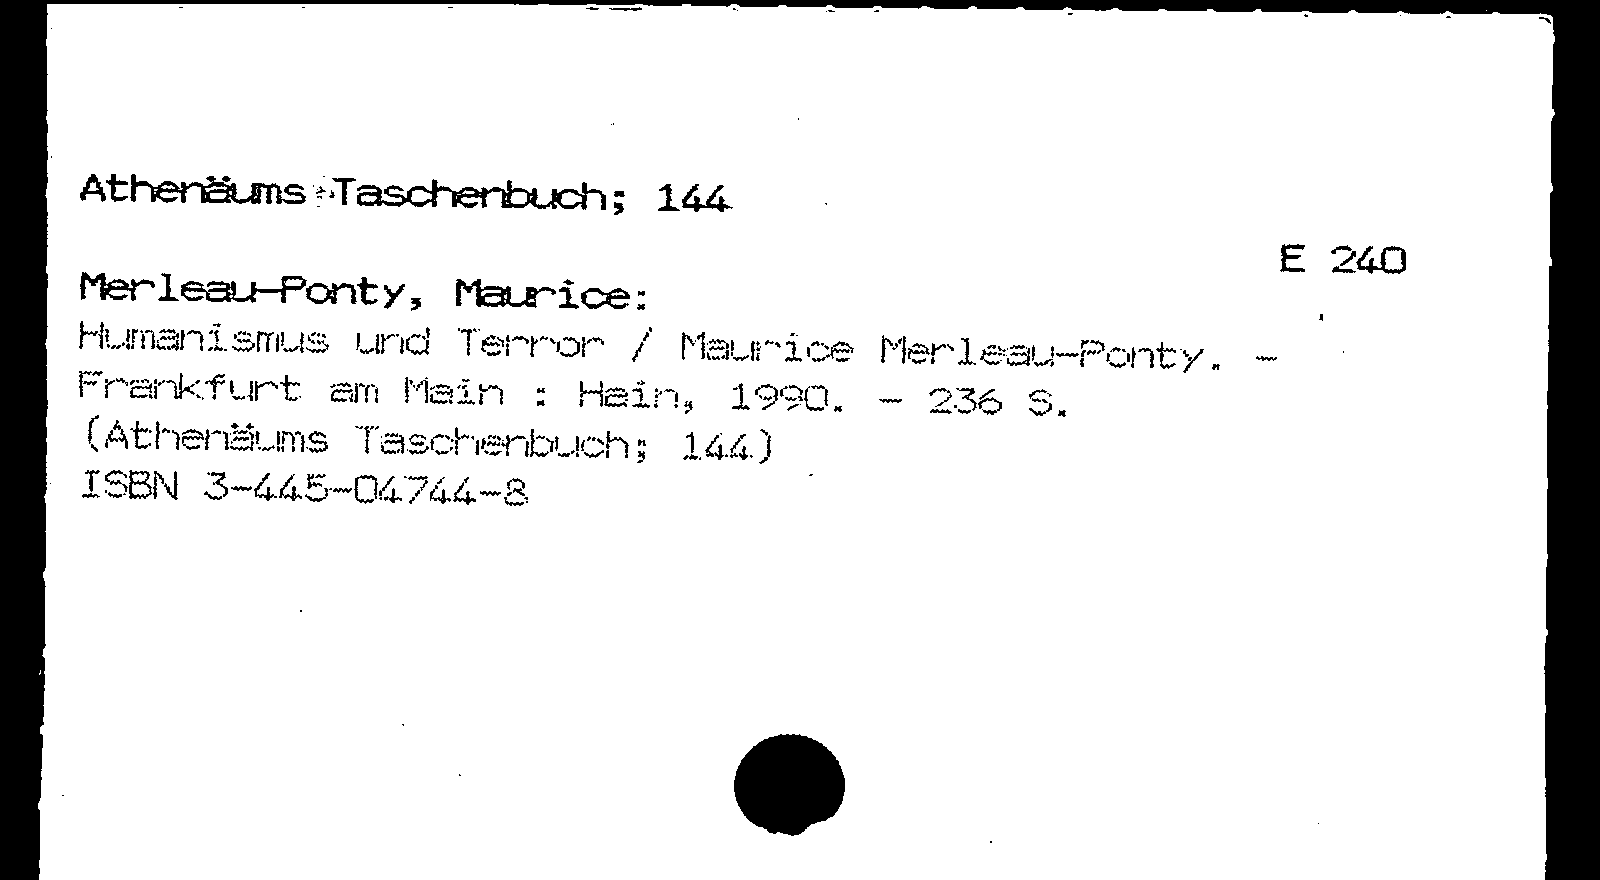 Athenäums Taschenbuch; 144
E 240
Merleau-Ponty, Maurice:
Humanismus und Terror / Maurice Merleau-Ponty. -
Frankfurt am Main : Hain, 1990. - 236 S.
(Athenäums Taschenbuch; 144)
ISBN 3-445-04744-8